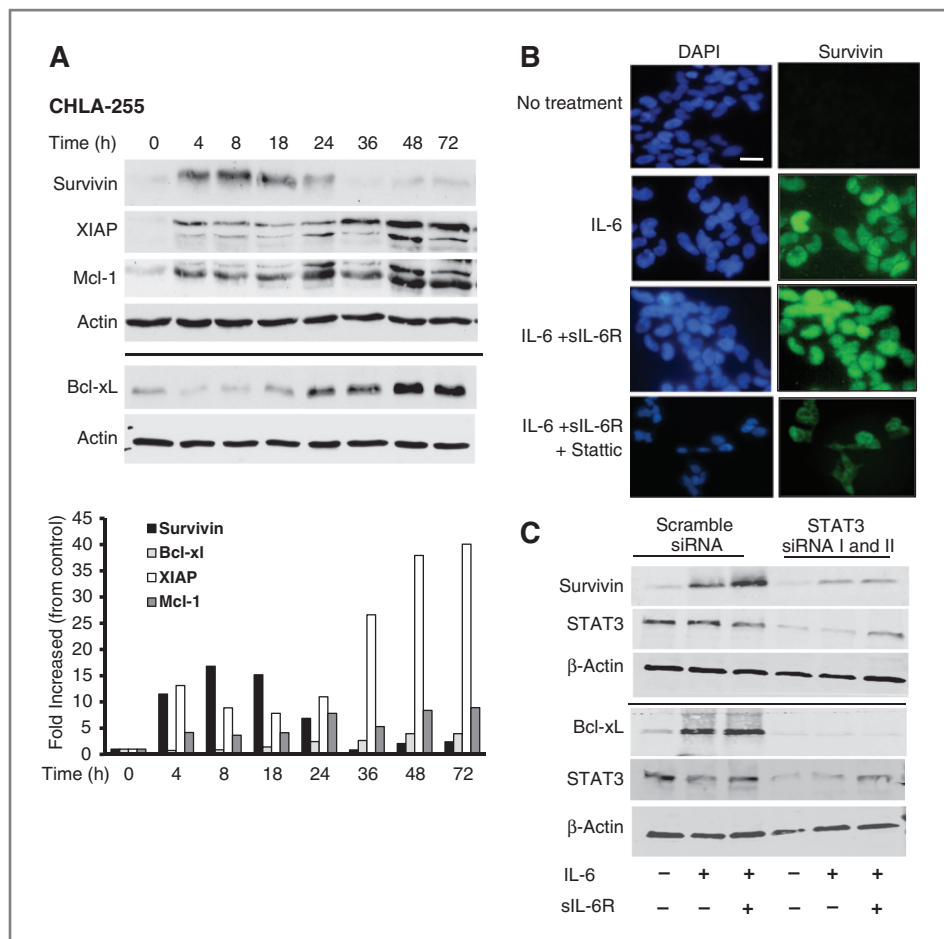 A
CHLA-255
Time (h) 0 4 8 18 24 36 48 72
Survivin
XIAP
Mcl-1
Actin
Bcl-xL
Actin
Fold Increased (from control)
45
40
35
30
25
20
15
10
5
0
Survivin
Bcl-xl
XIAP
Mcl-1
Time (h) 0 4 8 18 24 36 48 72
B
DAPI Survivin
No treatment
IL-6
IL-6 +sIL-6R
IL-6 +sIL-6R
+ Stattic
C
Scramble
siRNA
STAT3
siRNA I and II
Survivin
STAT3
β-Actin
Bcl-xL
STAT3
β-Actin
IL-6 – + + – + +
sIL-6R – – + – – +